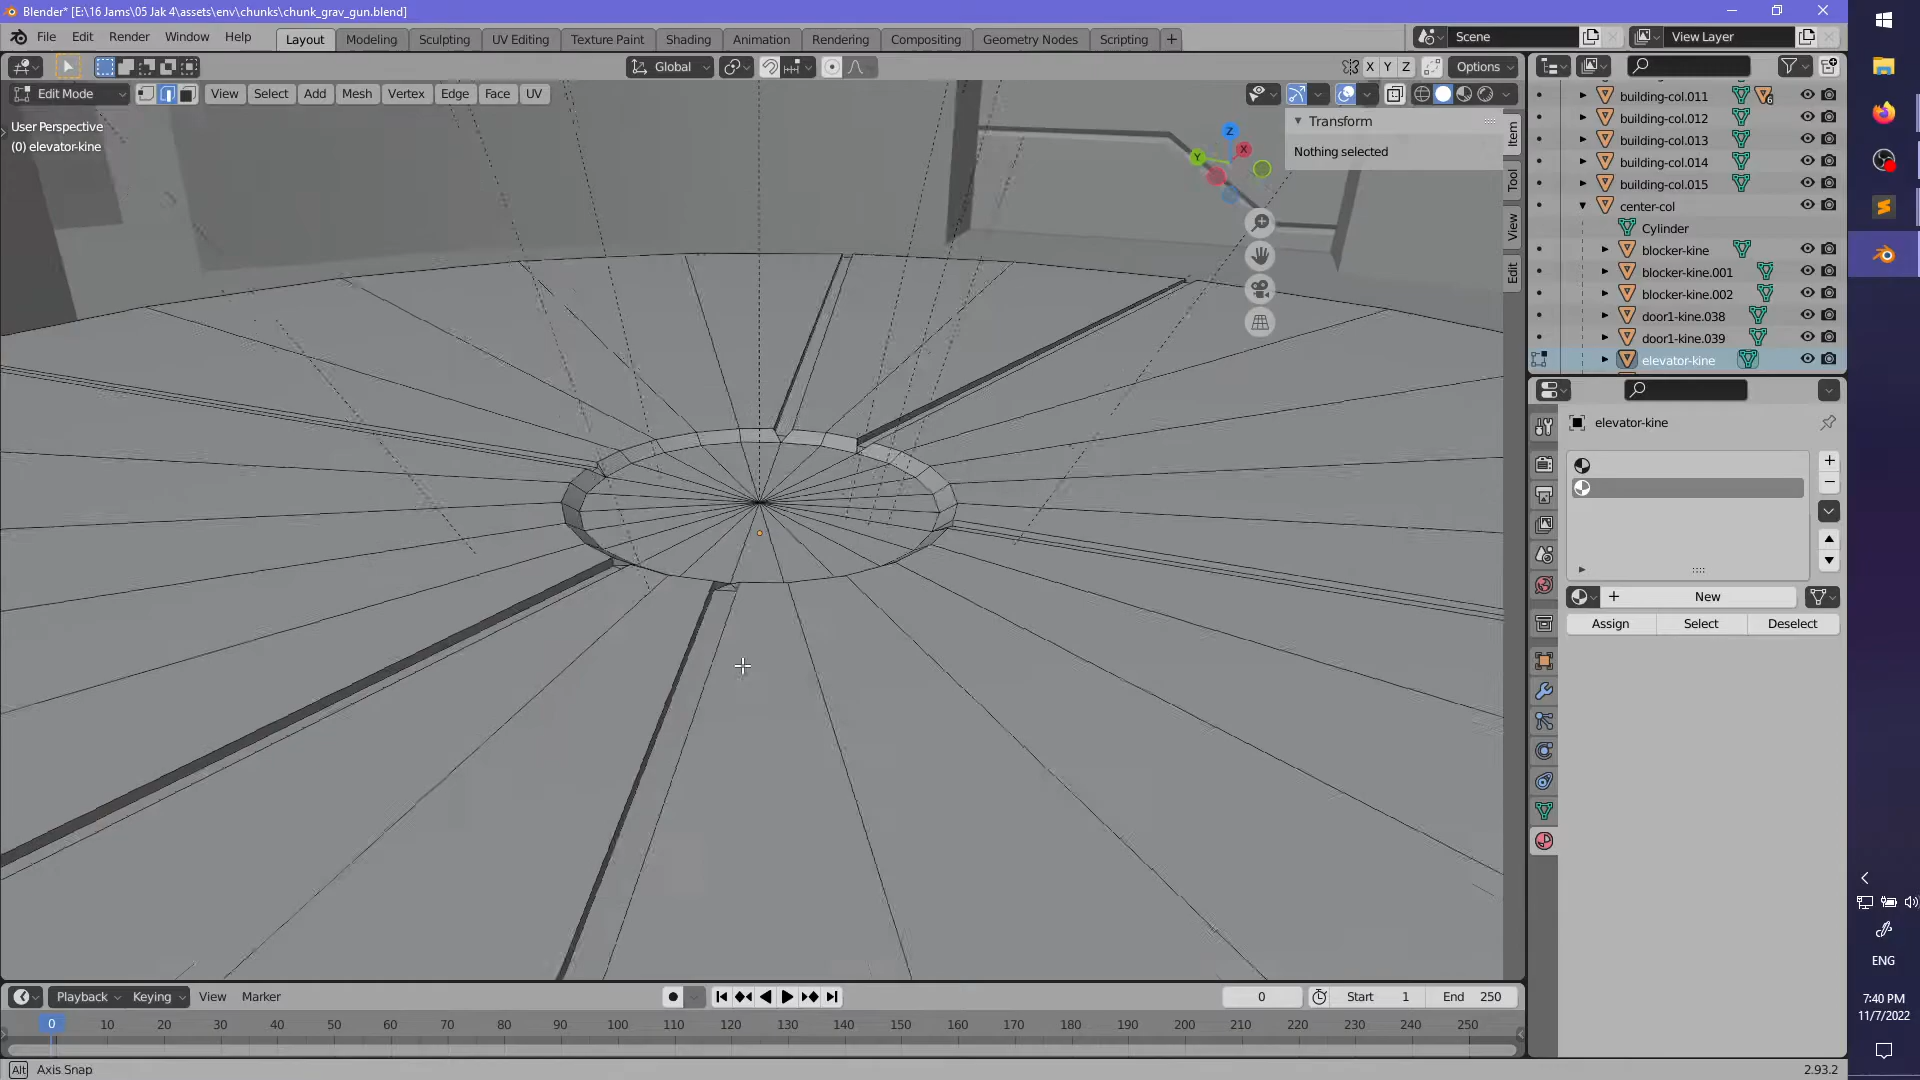 Blender* [E:\16 Jams\05 Jak 4\assets\env\chunks\chunk_grav_gun.blend]
File Edit Render Window Help
Layout Modeling Sculpting UV Editing Texture Paint Shading Animation Rendering Compositing Geometry Nodes Scripting +
Scene
View Layer
Global
X Y Z
Options
Edit Mode
View Select Add Mesh Vertex Edge Face UV
User Perspective
(0) elevator-kine
Transform
Nothing selected
Item
Tool
View
Edit
Z
Y
X
building-col.011
6
building-col.012
building-col.013
building-col.014
building-col.015
center-col
Cylinder
blocker-kine
blocker-kine.001
blocker-kine.002
door1-kine.038
door1-kine.039
elevator-kine
elevator-kine
+ New
Assign Select Deselect
Playback Keying View Marker
0
Start 1
End 250
0 10 20 30 40 50 60 70 80 90 100 110 120 130 140 150 160 170 180 190 200 210 220 230 240 250
Alt Axis Snap
2.93.2
ENG
7:40 PM
11/7/2022